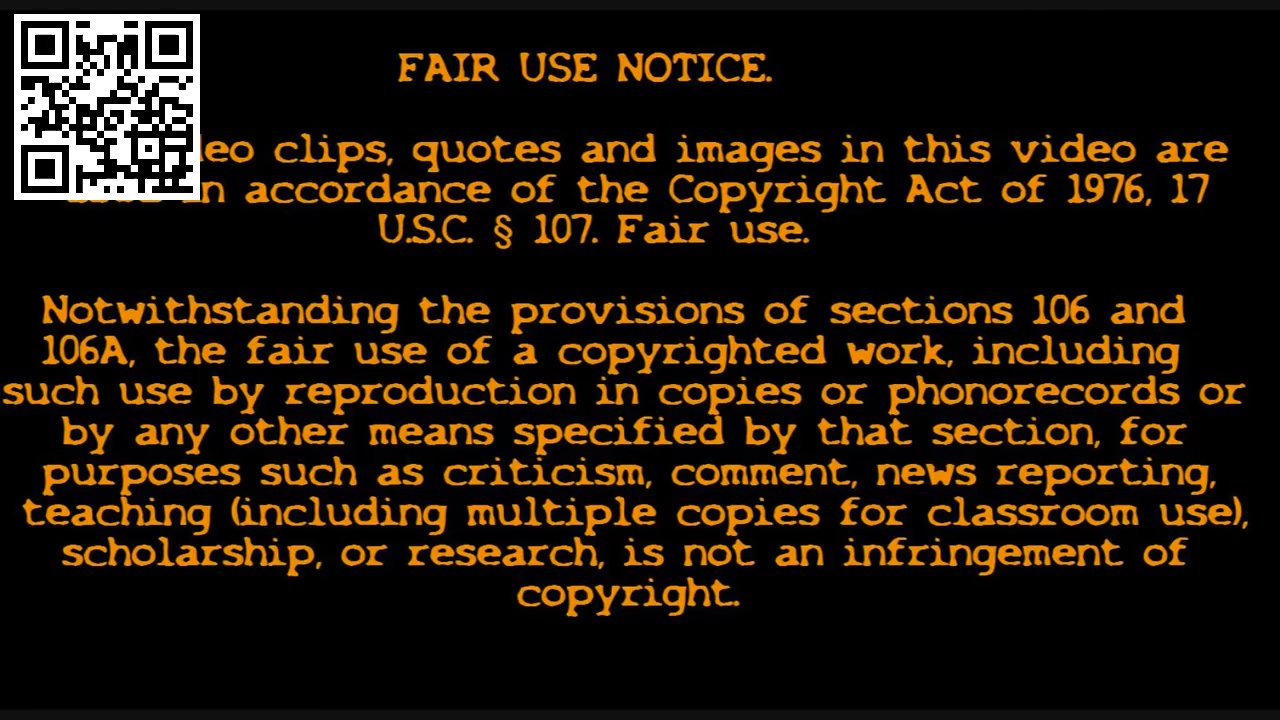 FAIR USE NOTICE.
clips, quotes and images in this video are
accordance of the Copyright Act of 1976, 17
U.S.C. § 107. Fair use.
Notwithstanding the provisions of sections 106 and
106A, the fair use of a copyrighted work, including
such use by reproduction in copies or phonorecords or
by any other means specified by that section, for
purposes such as criticism, comment, news reporting,
teaching (including multiple copies for classroom use),
scholarship, or research, is not an infringement of
copyright.